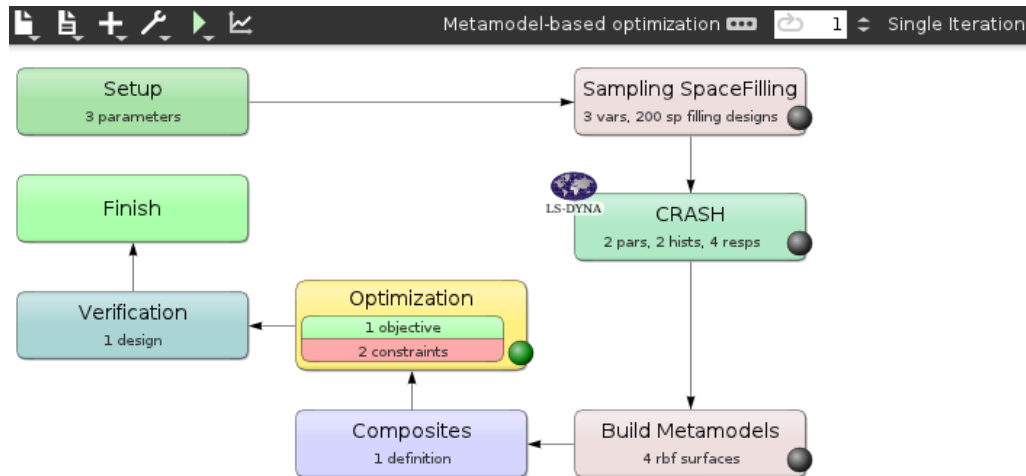 Metamodel-based optimization
1
Single Iteration
Setup
3 parameters
Sampling SpaceFilling
3 vars, 200 sp filling designs
LS-DYNA
CRASH
2 pars, 2 hists, 4 resps
Finish
Optimization
1 objective
2 constraints
Verification
1 design
Composites
1 definition
Build Metamodels
4 rbf surfaces